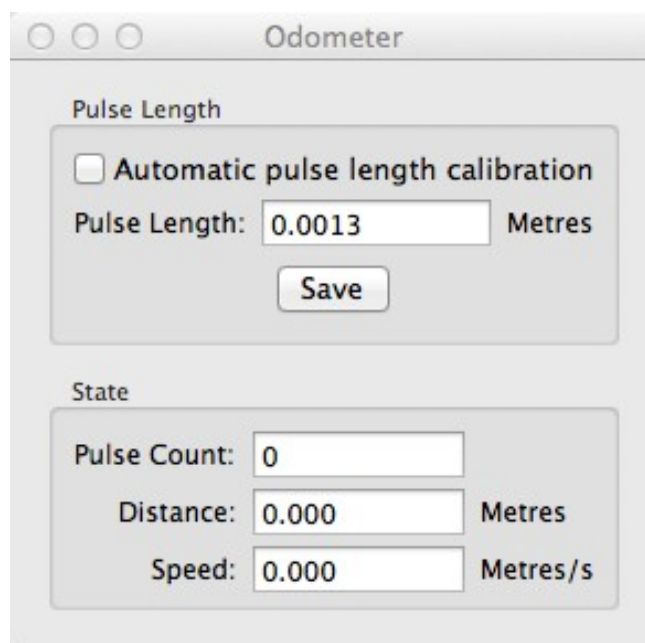 Odometer
Pulse Length
Automatic pulse length calibration
Pulse Length: 0.0013 Metres
Save
State
Pulse Count: 0
Distance: 0.000 Metres
Speed: 0.000 Metres/s